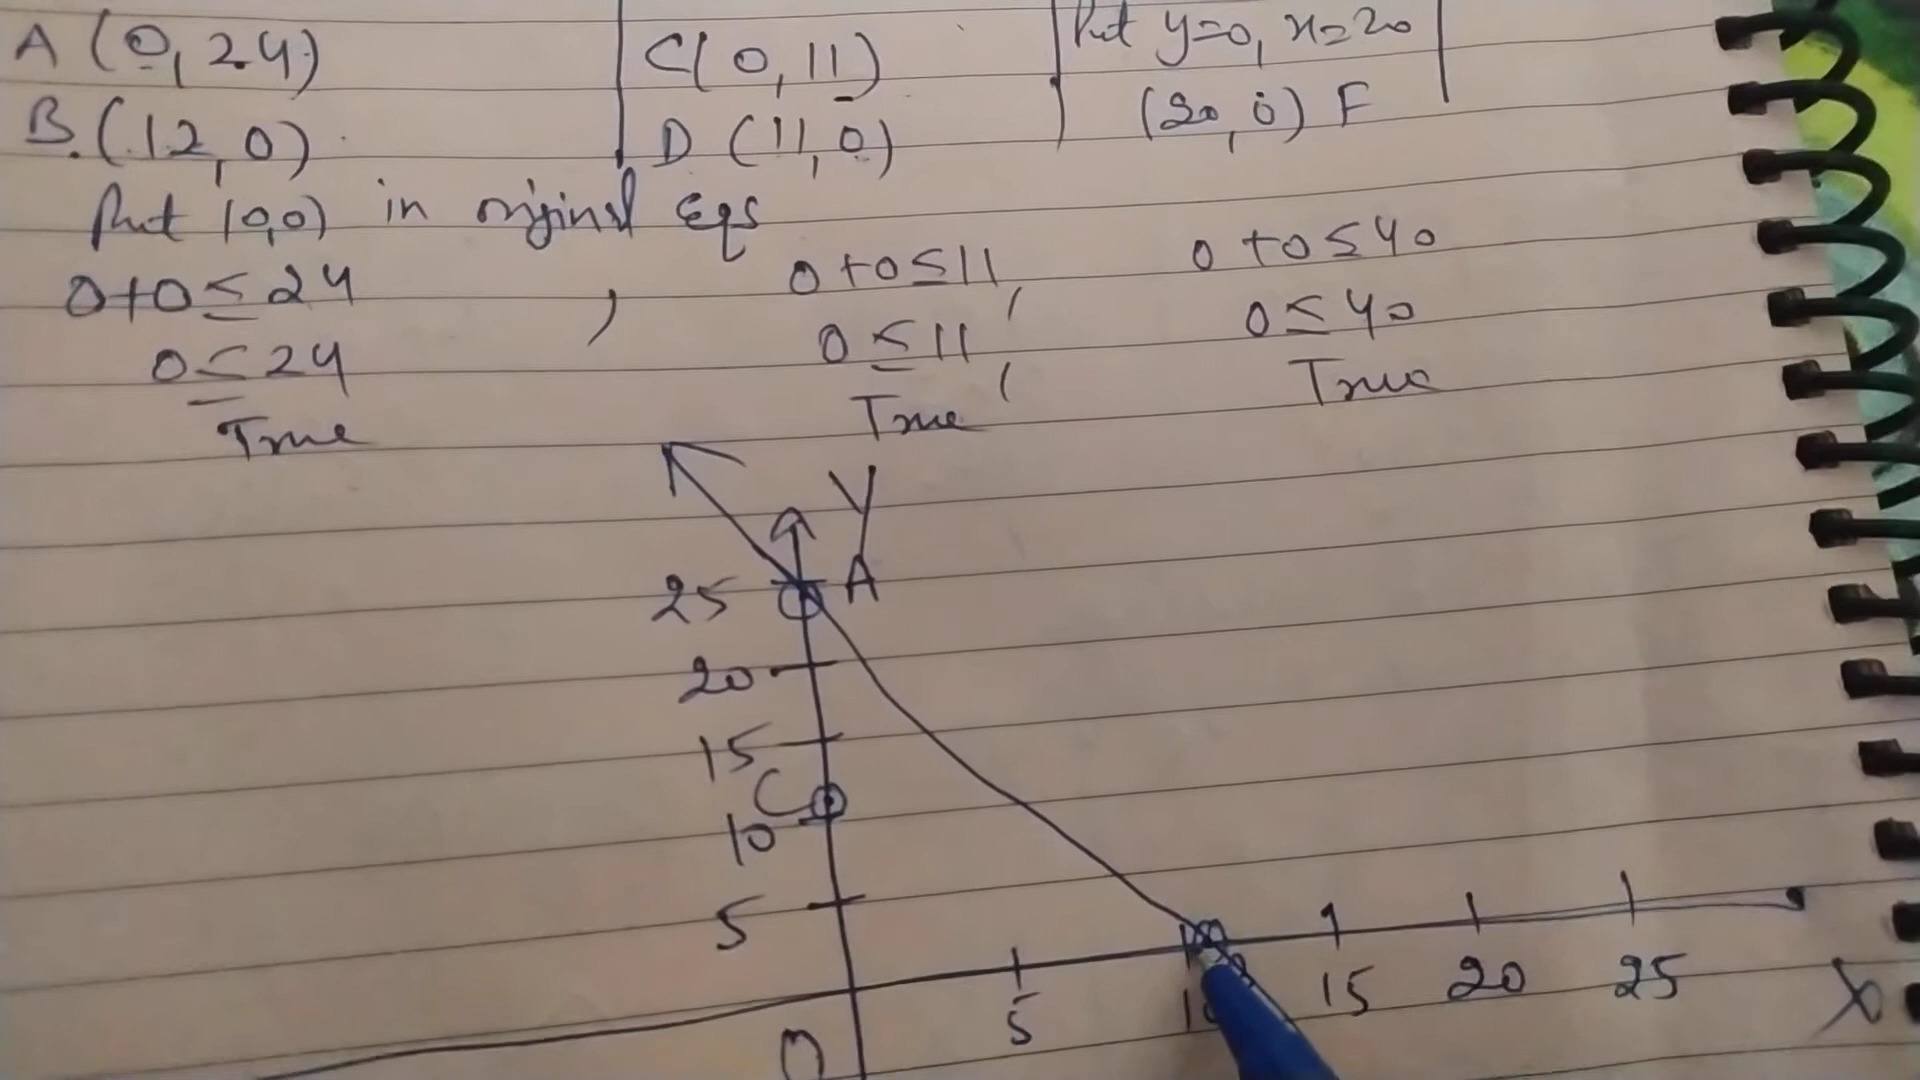 A (0, 24)
B. (12, 0)
C( 0, 11)
D (11, 0)
Put y=0, x=20
(20, 0) F
Put (0,0) in original Eqs
0+0≤24 ,
0≤24
True
0+0≤11,
0≤11,
True
0+0≤40
0≤40
True
Y
25 A
20
15
C
10
5
5 10 15 20 25 X
O